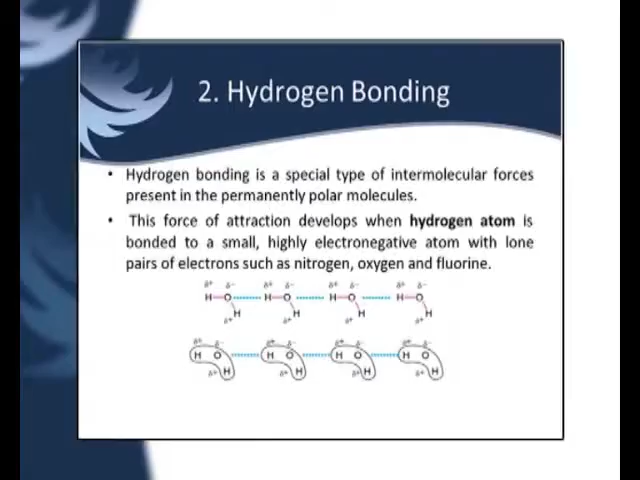 2. Hydrogen Bonding
• Hydrogen bonding is a special type of intermolecular forces
present in the permanently polar molecules.
• This force of attraction develops when hydrogen atom is
bonded to a small, highly electronegative atom with lone
pairs of electrons such as nitrogen, oxygen and fluorine.
δ+ δ- δ+ δ- δ+ δ- δ+ δ-
H O H O H O H O
H H H H
δ+ δ+ δ+ δ+
δ+ δ- δ+ δ- δ+ δ- δ+ δ-
H O H O H O H O
δ+ H δ+ H δ+ H δ+ H